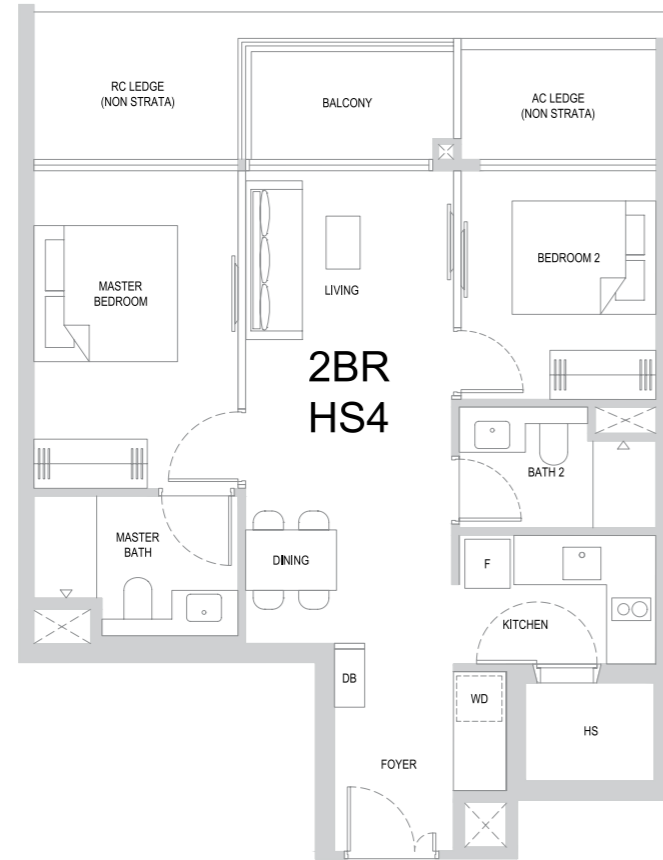 RC LEDGE
(NON STRATA)
BALCONY
AC LEDGE
(NON STRATA)
MASTER
BEDROOM
LIVING
BEDROOM 2
2BR
HS4
BATH 2
MASTER
BATH
DINING
F
KITCHEN
DB
WD
HS
FOYER